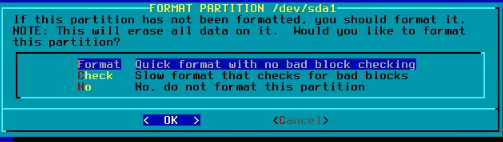 FORMAT PARTITION /dev/sda1
If this partition has not been formatted, you should format it.
NOTE: This will erase all data on it.  Would you like to format
this partition?
Format  Quick format with no bad block checking
Check   Slow format that checks for bad blocks
No      No, do not format this partition
<  OK  >  <Cancel>